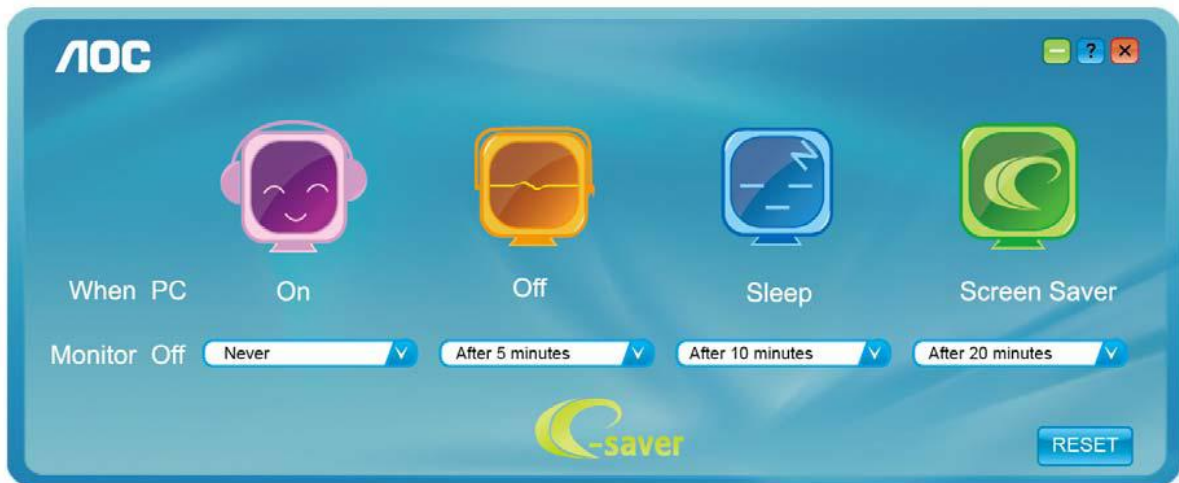 AOC
?
When PC On Off Sleep Screen Saver
Monitor Off Never After 5 minutes After 10 minutes After 20 minutes
e-saver
RESET